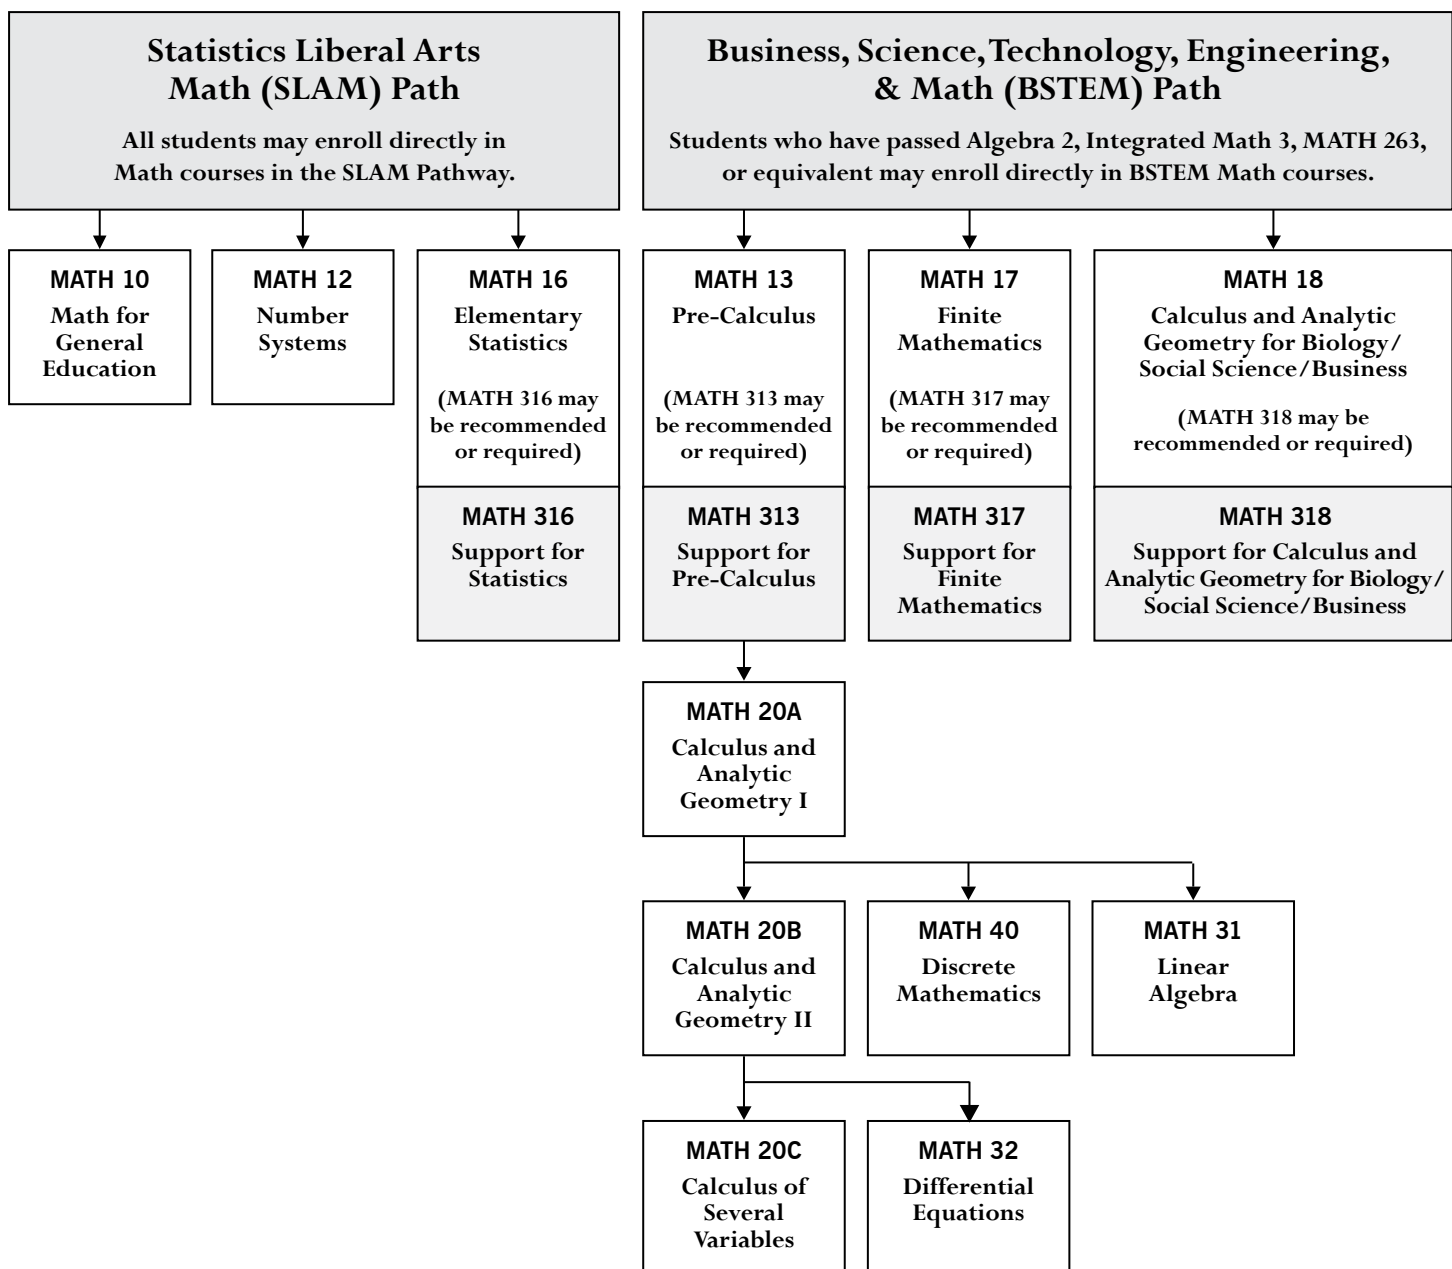 Statistics Liberal Arts
Math (SLAM) Path
All students may enroll directly in
Math courses in the SLAM Pathway.
Business, Science, Technology, Engineering,
& Math (BSTEM) Path
Students who have passed Algebra 2, Integrated Math 3, MATH 263,
or equivalent may enroll directly in BSTEM Math courses.
MATH 10
Math for
General
Education
MATH 12
Number
Systems
MATH 16
Elementary
Statistics
(MATH 316 may
be recommended
or required)
MATH 316
Support for
Statistics
MATH 13
Pre-Calculus
(MATH 313 may
be recommended
or required)
MATH 313
Support for
Pre-Calculus
MATH 17
Finite
Mathematics
(MATH 317 may
be recommended
or required)
MATH 317
Support for
Finite
Mathematics
MATH 18
Calculus and Analytic
Geometry for Biology/
Social Science/Business
(MATH 318 may be
recommended or required)
MATH 318
Support for Calculus and
Analytic Geometry for Biology/
Social Science/Business
MATH 20A
Calculus and
Analytic
Geometry I
MATH 20B
Calculus and
Analytic
Geometry II
MATH 40
Discrete
Mathematics
MATH 31
Linear
Algebra
MATH 20C
Calculus of
Several
Variables
MATH 32
Differential
Equations